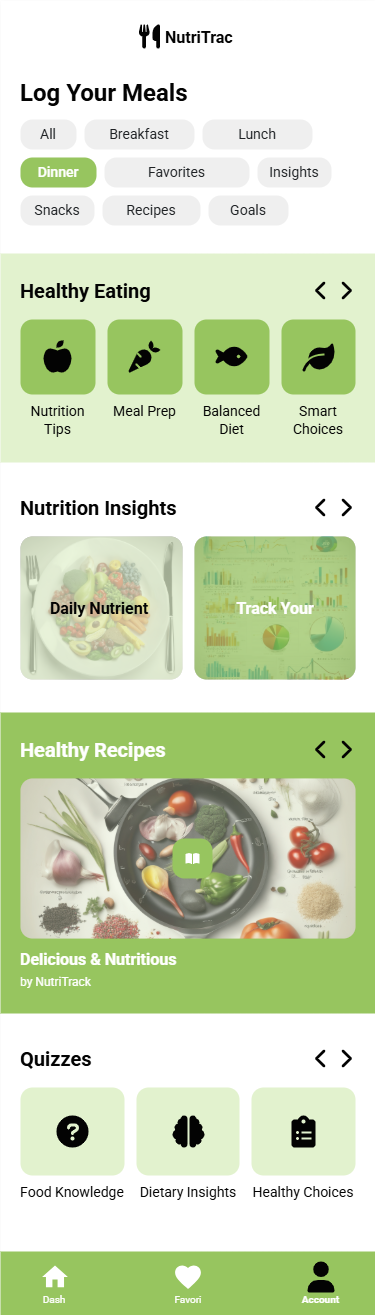 NutriTrac
Log Your Meals
All Breakfast Lunch
Dinner Favorites Insights
Snacks Recipes Goals
Healthy Eating
Nutrition Tips
Meal Prep
Balanced Diet
Smart Choices
Nutrition Insights
Daily Nutrient
Track Your
Healthy Recipes
Delicious & Nutritious
by NutriTrack
Quizzes
Food Knowledge Dietary Insights Healthy Choices
Dash Favori Account